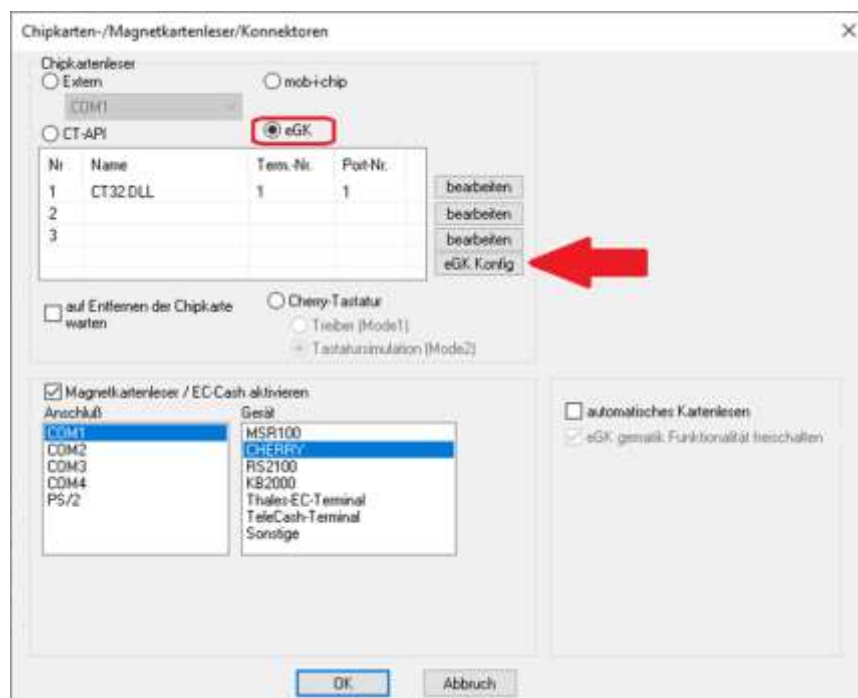 Chipkarten-/Magnetkartenleser/Konnektoren
Chipkartenleser
Extern
mob-i-chip
COM1
CT-API
eGK
Nr Name Term.-Nr. Port-Nr.
1 CT32.DLL 1 1
bearbeiten
2
bearbeiten
3
bearbeiten
eGK Konfig
auf Entfernen der Chipkarte
warten
Cherry-Tastatur
Treiber (Mode1)
Tastatursimulation (Mode2)
Magnetkartenleser / EC-Cash aktivieren
Anschluß
Gerät
COM1
COM2
COM3
COM4
PS/2
MSR100
CHERRY
RS2100
KB2000
Thales-EC-Terminal
TeleCash-Terminal
Sonstige
automatisches Kartenlesen
eGK gematik Funktionalität freischalten
OK
Abbruch